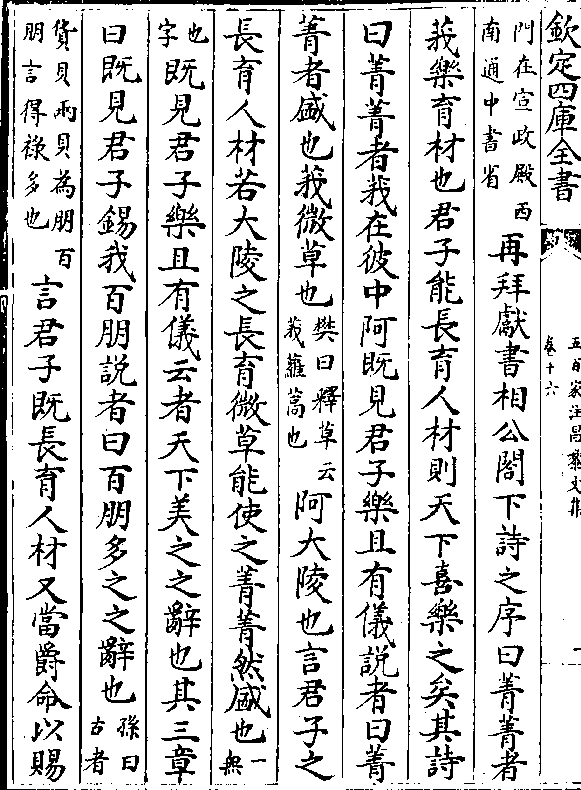 欽定四庫全書
五百家注昌黎文集
卷十六
一
門在宣政殿西
南通中書省
再拜獻書相公閣下詩之序曰菁菁者
莪樂育材也君子能長育人材則天下喜樂之矣其詩
曰菁菁者莪在彼中阿既見君子樂且有儀說者曰菁
菁者盛也莪微草也
樊曰釋草云
莪蘿蒿也
阿大陵也言君子之
長育人材若大陵之長育微草能使之菁菁然盛也
一
無
也
字
既見君子樂且有儀云者天下美之之辭也其三章
曰既見君子錫我百朋說者曰百朋多之之辭也
孫曰
古者
貨貝兩貝為朋百
朋言得祿多也
言君子既長育人材又當爵命以賜